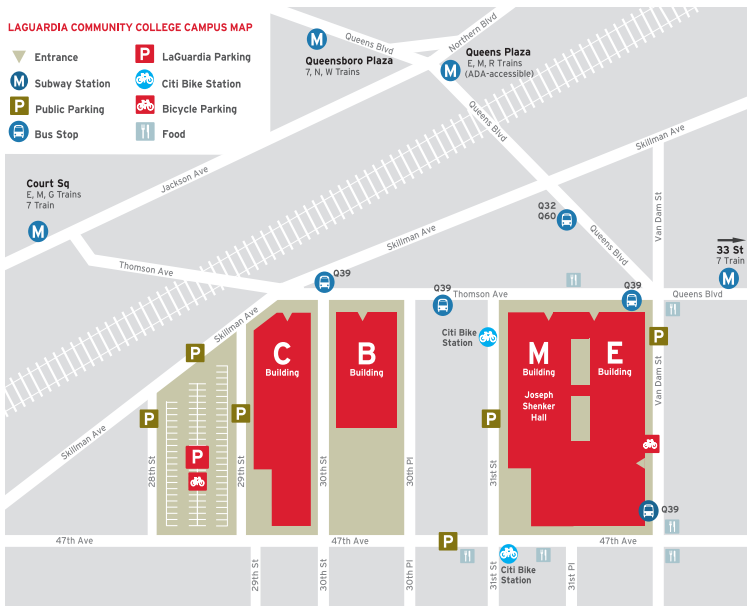 LAGUARDIA COMMUNITY COLLEGE CAMPUS MAP
Entrance
P LaGuardia Parking
M Subway Station
Citi Bike Station
P Public Parking
Bicycle Parking
Bus Stop
Food
M
Queensboro Plaza
7, N, W Trains
Queens Blvd
Northern Blvd
M
Queens Plaza
E, M, R Trains
(ADA-accessible)
Queens Blvd
Skillman Ave
Jackson Ave
Court Sq
E, M, G Trains
7 Train
M
Van Dam St
Q32
Q60
Queens Blvd
Skillman Ave
33 St
7 Train
M
Thomson Ave
Q39
Q39
Thomson Ave
Q39
Queens Blvd
Skillman Ave
Citi Bike
Station
P
P
C
Building
B
Building
M
Building
E
Building
Joseph
Shenker
Hall
Van Dam St
P
P
P
Skillman Ave
P
28th St
29th St
30th St
30th Pl
31st St
Q39
47th Ave
47th Ave
P
47th Ave
Citi Bike
Station
29th St
30th St
30th Pl
31st St
31st Pl